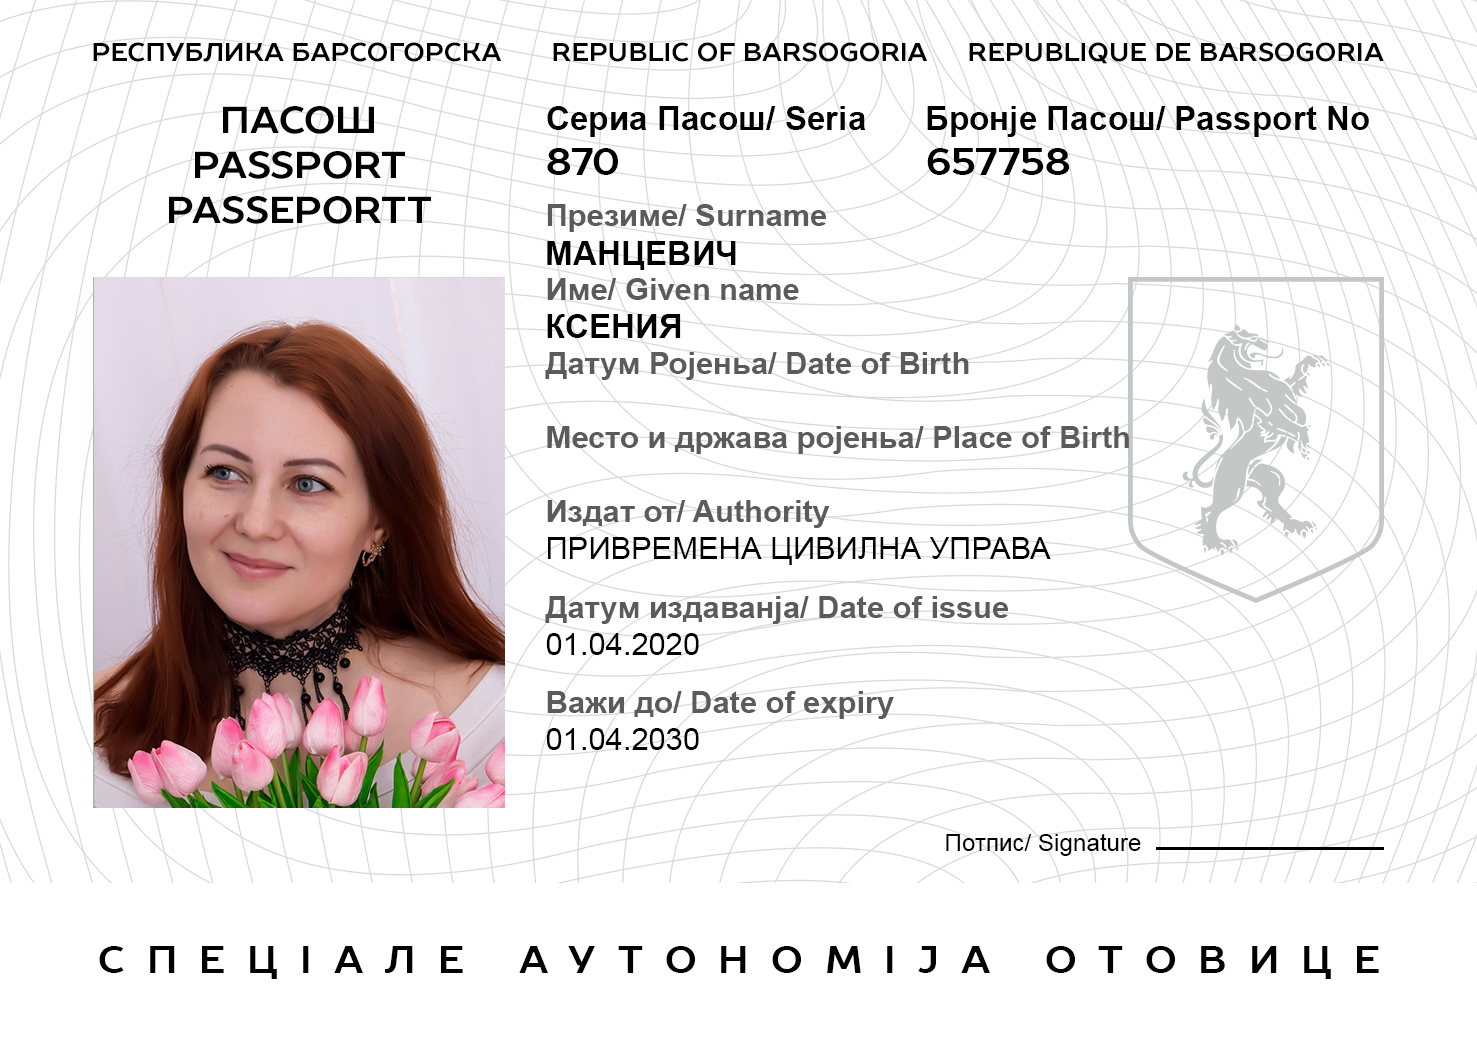 РЕСПУБЛИКА БАРСОГОРСКА REPUBLIC OF BARSOGORIA REPUBLIQUE DE BARSOGORIA
ПАСОШ
PASSPORT
PASSEPORTT
Сериа Пасош/ Seria
870
Бронје Пасош/ Passport No
657758
Презиме/ Surname
МАНЦЕВИЧ
Име/ Given name
КСЕНИЯ
ДатумРојења/ Date of Birth
Место и држава ројења/ Place of Birth
Издат от/ Authority
ПРИВРЕМЕНА ЦИВИЛНА УПРАВА
Датум издаванја/ Date of issue
01.04.2020
Важи до/ Date of expiry
01.04.2030
Потпис/ Signature
СПЕЦІАЛЕ АУТОНОМІЈА ОТОВИЦЕ